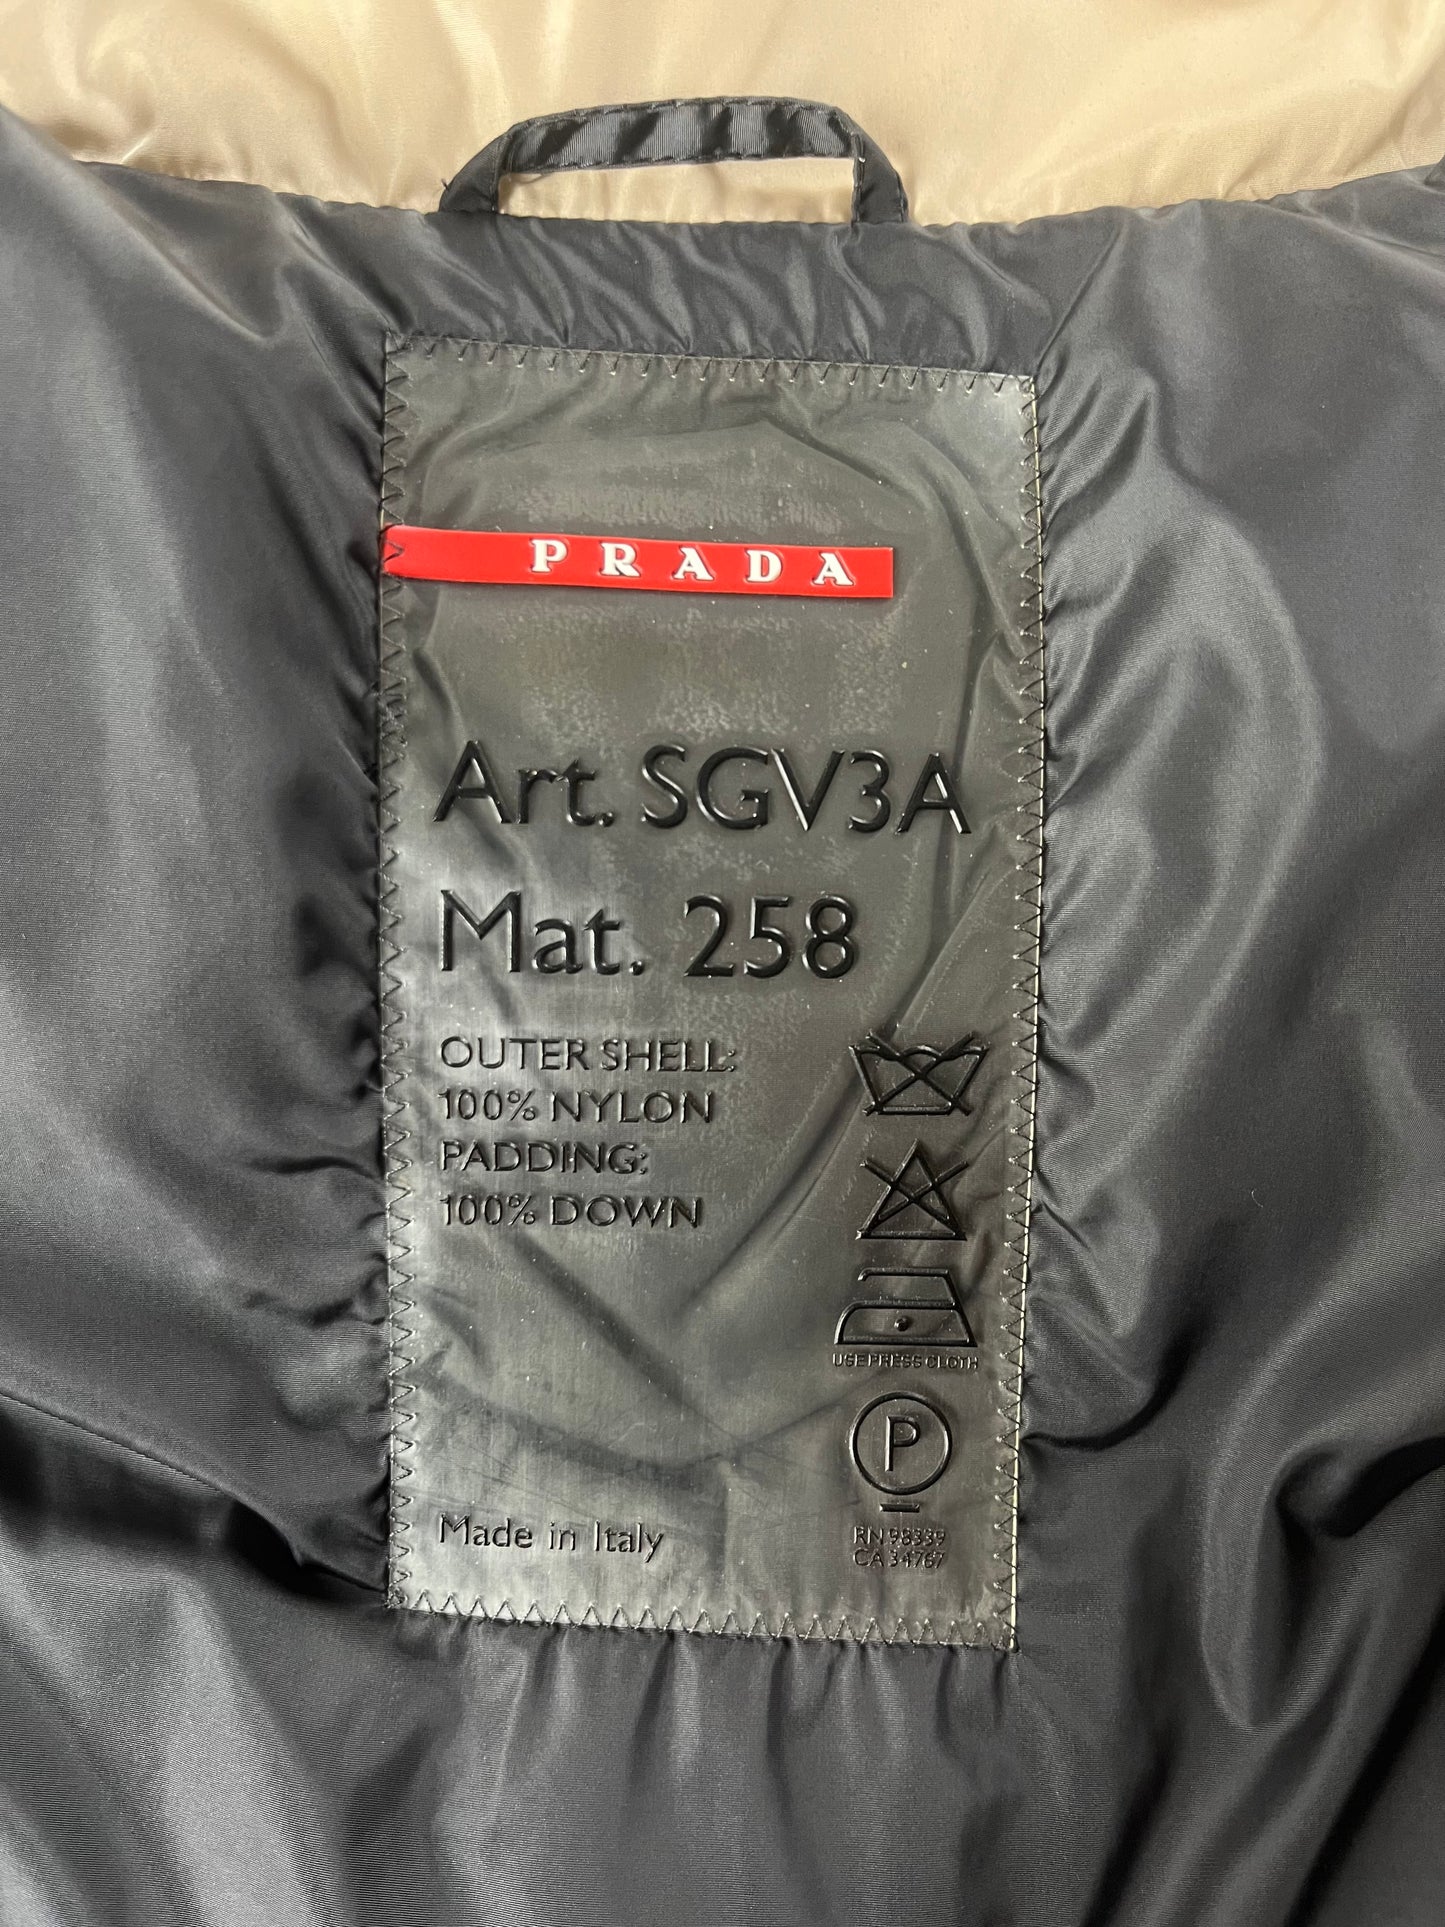 PRADA
Art. SGV3A
Mat. 258
OUTER SHELL:
100% NYLON
PADDING:
100% DOWN
USE PRESS CLOTH
P
Made in Italy
RN 98339
CA 34767